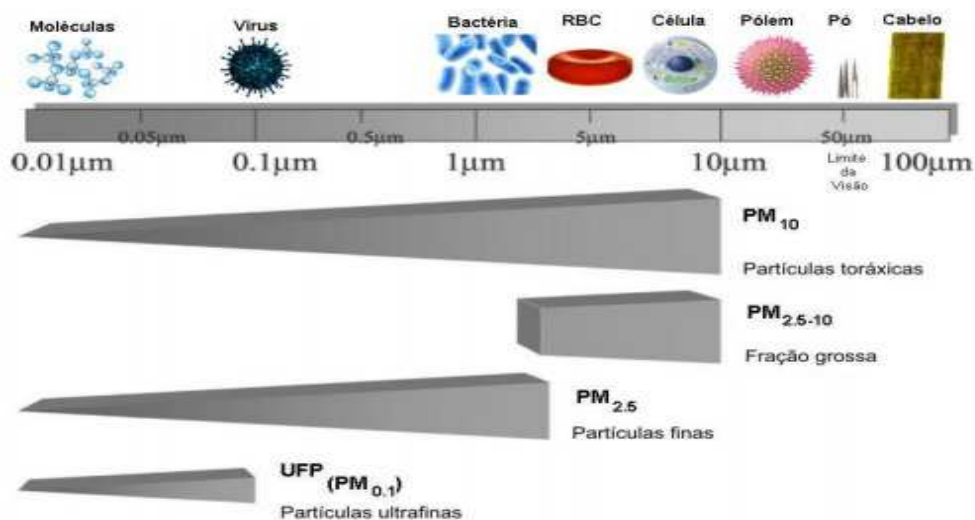 Moléculas Vírus Bactéria RBC Célula Pólem Pó Cabelo
0.05µm 0.5µm 5µm 50µm
0.01µm 0.1µm 1µm 10µm 100µm
Limite
da
Visão
PM10
Partículas toráxicas
PM2.5-10
Fração grossa
PM2.5
Partículas finas
UFP (PM0.1)
Partículas ultrafinas